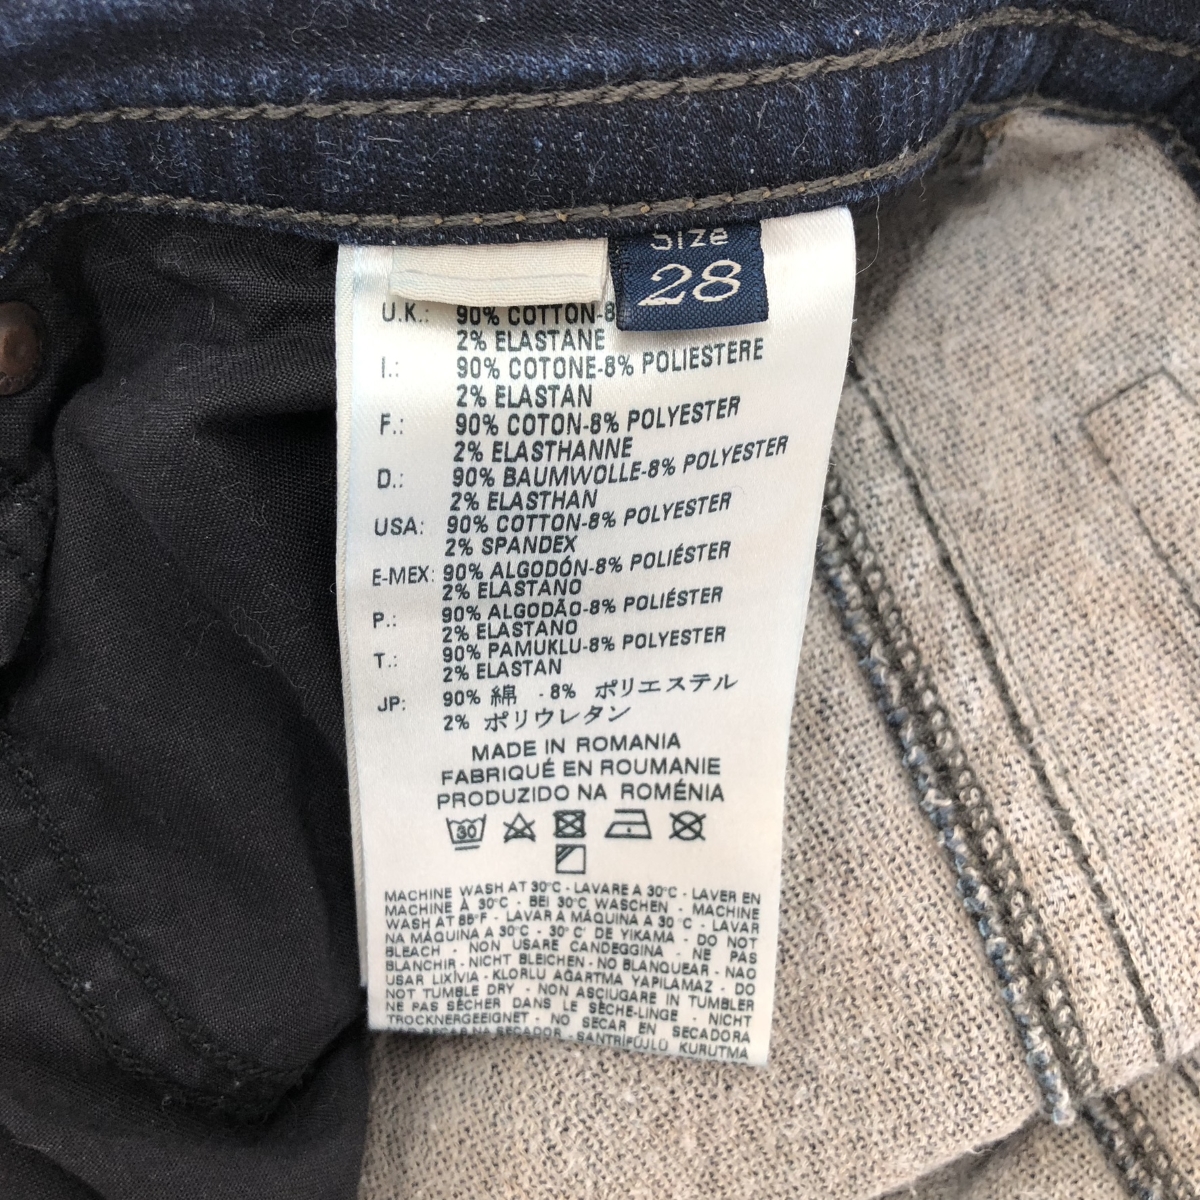 Size
28
U.K.: 90% COTTON-8
2% ELASTANE
I.: 90% COTONE-8% POLIESTERE
2% ELASTAN
F.: 90% COTON-8% POLYESTER
2% ELASTHANNE
D.: 90% BAUMWOLLE-8% POLYESTER
2% ELASTHAN
USA: 90% COTTON-8% POLYESTER
2% SPANDEX
E-MEX: 90% ALGODÓN-8% POLIÉSTER
2% ELASTANO
P.: 90% ALGODÃO-8% POLIÉSTER
2% ELASTANO
T.: 90% PAMUKLU-8% POLYESTER
2% ELASTAN
JP: 90% 綿 -8% ポリエステル
2% ポリウレタン
MADE IN ROMANIA
FABRIQUÉ EN ROUMANIE
PRODUZIDO NA ROMÉNIA
30
MACHINE WASH AT 30°C - LAVARE A 30°C - LAVER EN
MACHINE À 30°C - BEI 30°C WASCHEN - MACHINE
WASH AT 85°F - LAVAR A MÁQUINA A 30°C - LAVAR
NA MÁQUINA A 30°C - 30°C' DE YIKAMA - DO NOT
BLEACH - NON USARE CANDEGGINA - NE PAS
BLANCHIR - NICHT BLEICHEN - NO BLANQUEAR - NAO
USAR LIXÍVIA - KLORLU AGARTMA YAPILAMAZ - DO
NOT TUMBLE DRY - NON ASCIUGARE IN TUMBLER
NE PAS SÈCHER DANS LE SÈCHE-LINGE - NICHT
TROCKNERGEEIGNET - NO SECAR EN SECADORA
SECAR NA SECADOR - SANTRİFÜJLÜ KURUTMA